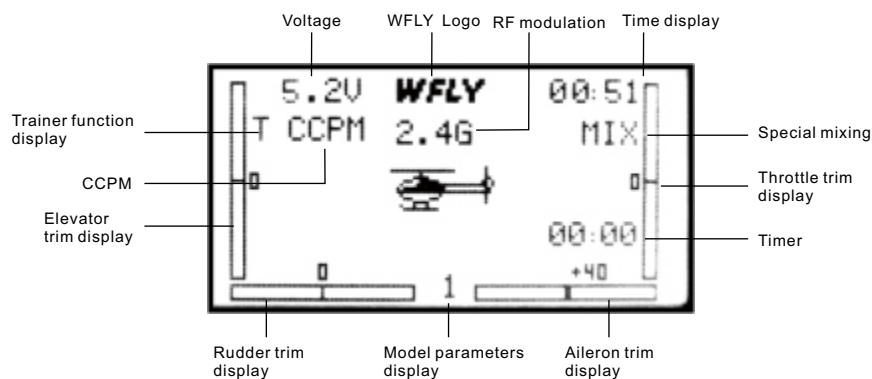 Voltage
WFLY Logo
RF modulation
Time display
5.2V
WFLY
00:51
Trainer function
display
T CCPM
2.4G
MIX
Special mixing
CCPM
0
0
Throttle trim
display
Elevator
trim display
00:00
Timer
0
+40
1
Rudder trim
display
Model parameters
display
Aileron trim
display